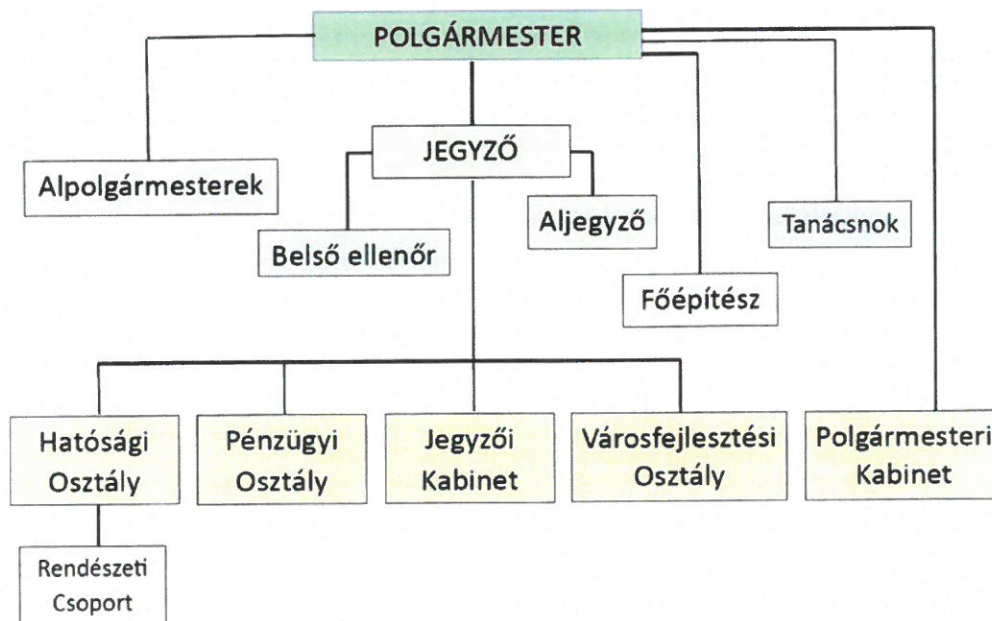 POLGÁRMESTER
JEGYZŐ
Alpolgármesterek
Belső ellenőr
Aljegyző
Tanácsnok
Főépítész
Hatósági
Osztály
Pénzügyi
Osztály
Jegyzői
Kabinet
Városfejlesztési
Osztály
Polgármesteri
Kabinet
Rendészeti
Csoport